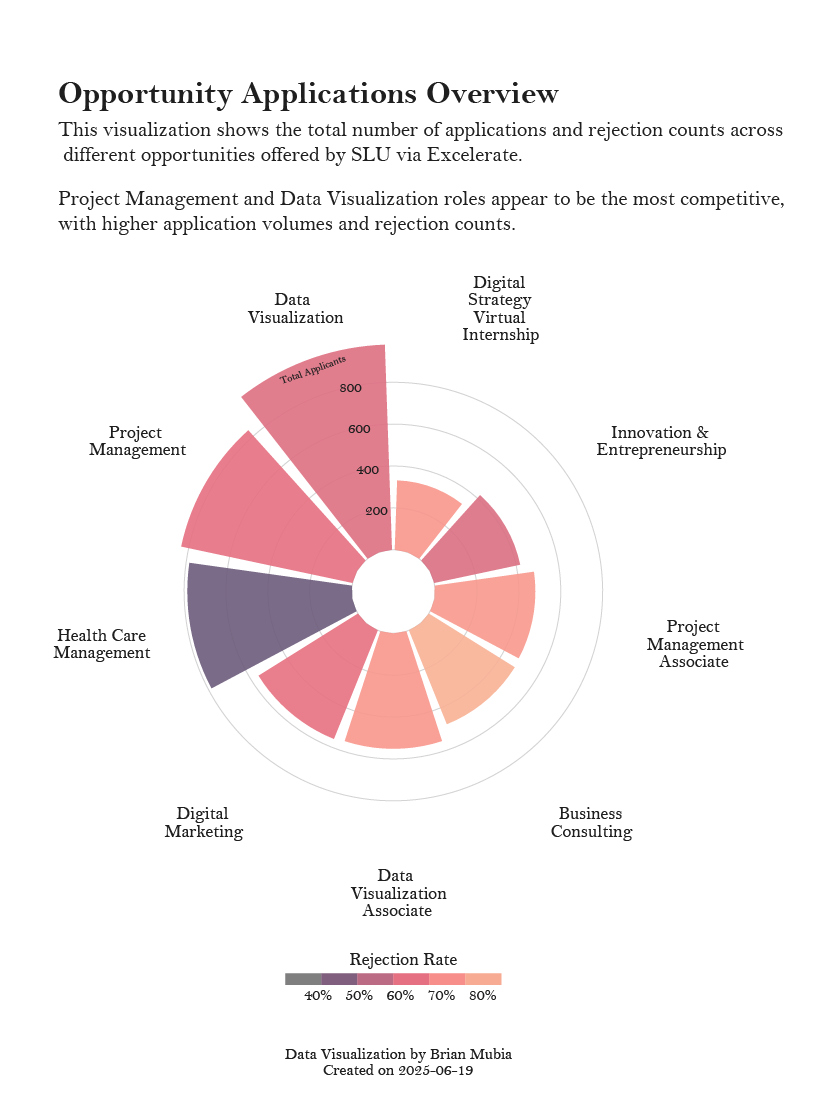 Opportunity Applications Overview
This visualization shows the total number of applications and rejection counts across
different opportunities offered by SLU via Excelerate.
Project Management and Data Visualization roles appear to be the most competitive,
with higher application volumes and rejection counts.
Digital
Strategy
Virtual
Internship
Data
Visualization
Total Applicants
800
600
400
200
Project
Management
Innovation &
Entrepreneurship
Health Care
Management
Project
Management
Associate
Digital
Marketing
Business
Consulting
Data
Visualization
Associate
Rejection Rate
40% 50% 60% 70% 80%
Data Visualization by Brian Mubia
Created on 2025-06-19